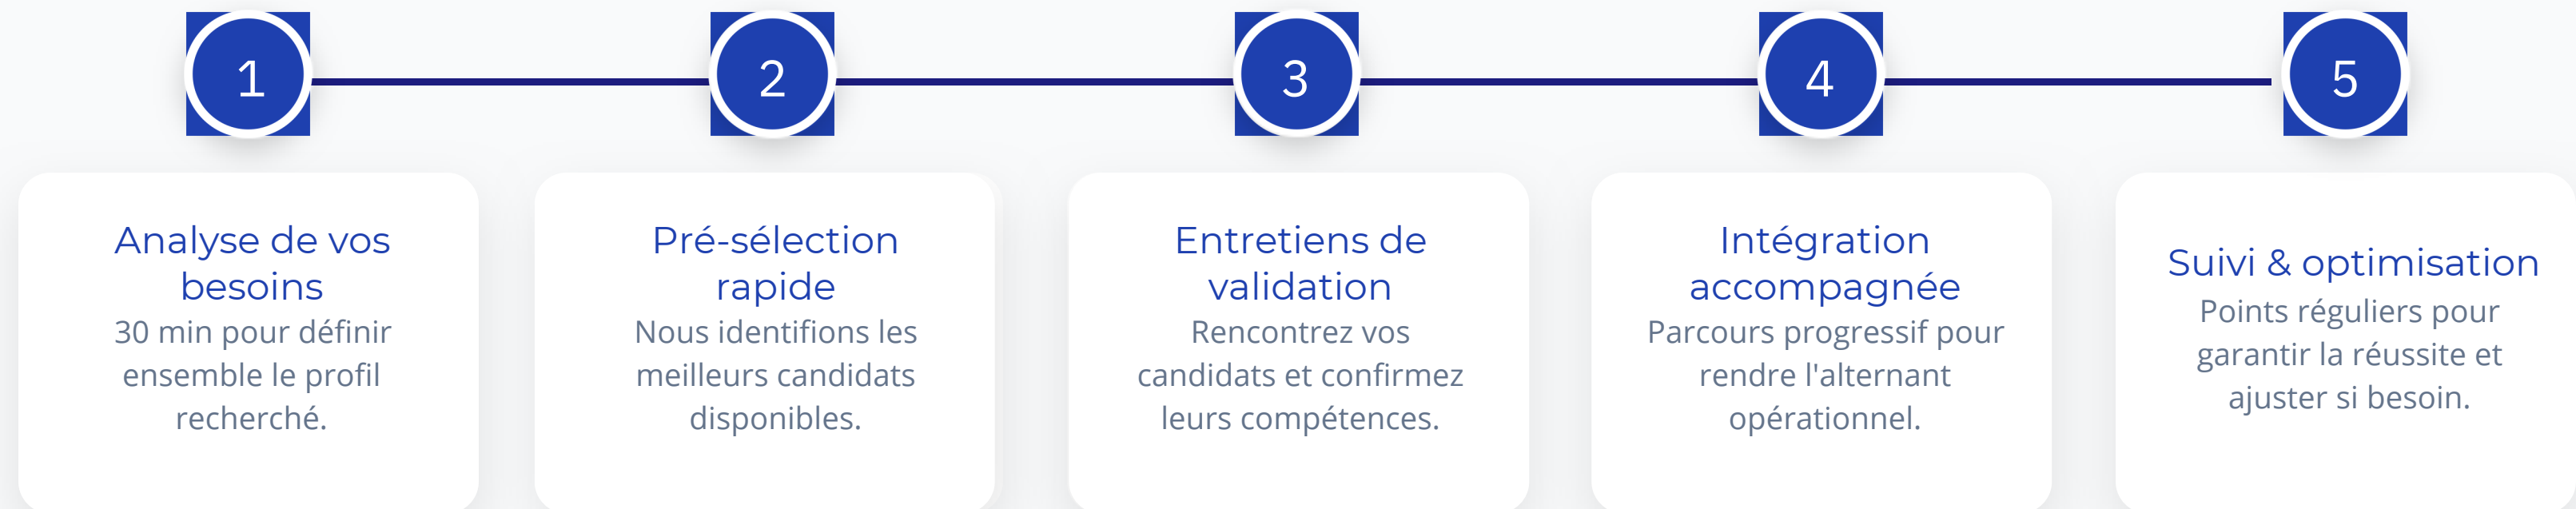 1
2
3
4
5
Analyse de vos
besoins
30 min pour définir
ensemble le profil
recherché.
Pré-sélection
rapide
Nous identifions les
meilleurs candidats
disponibles.
Entretiens de
validation
Rencontrez vos
candidats et confirmez
leurs compétences.
Intégration
accompagnée
Parcours progressif pour
rendre l'alternant
opérationnel.
Suivi & optimisation
Points réguliers pour
garantir la réussite et
ajuster si besoin.